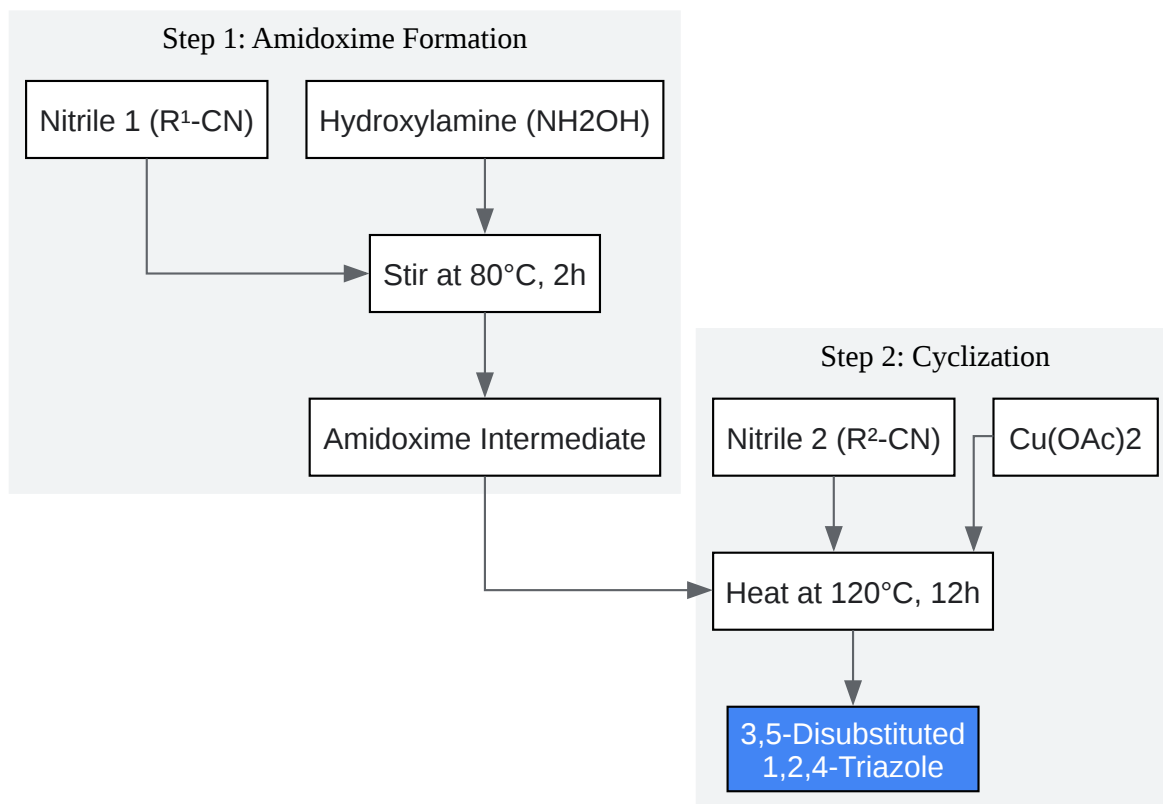 Step 1: Amidoxime Formation
Nitrile 1 (R¹-CN)
Hydroxylamine (NH2OH)
Stir at 80°C, 2h
Amidoxime Intermediate
Step 2: Cyclization
Nitrile 2 (R²-CN)
Cu(OAc)2
Heat at 120°C, 12h
3,5-Disubstituted
1,2,4-Triazole